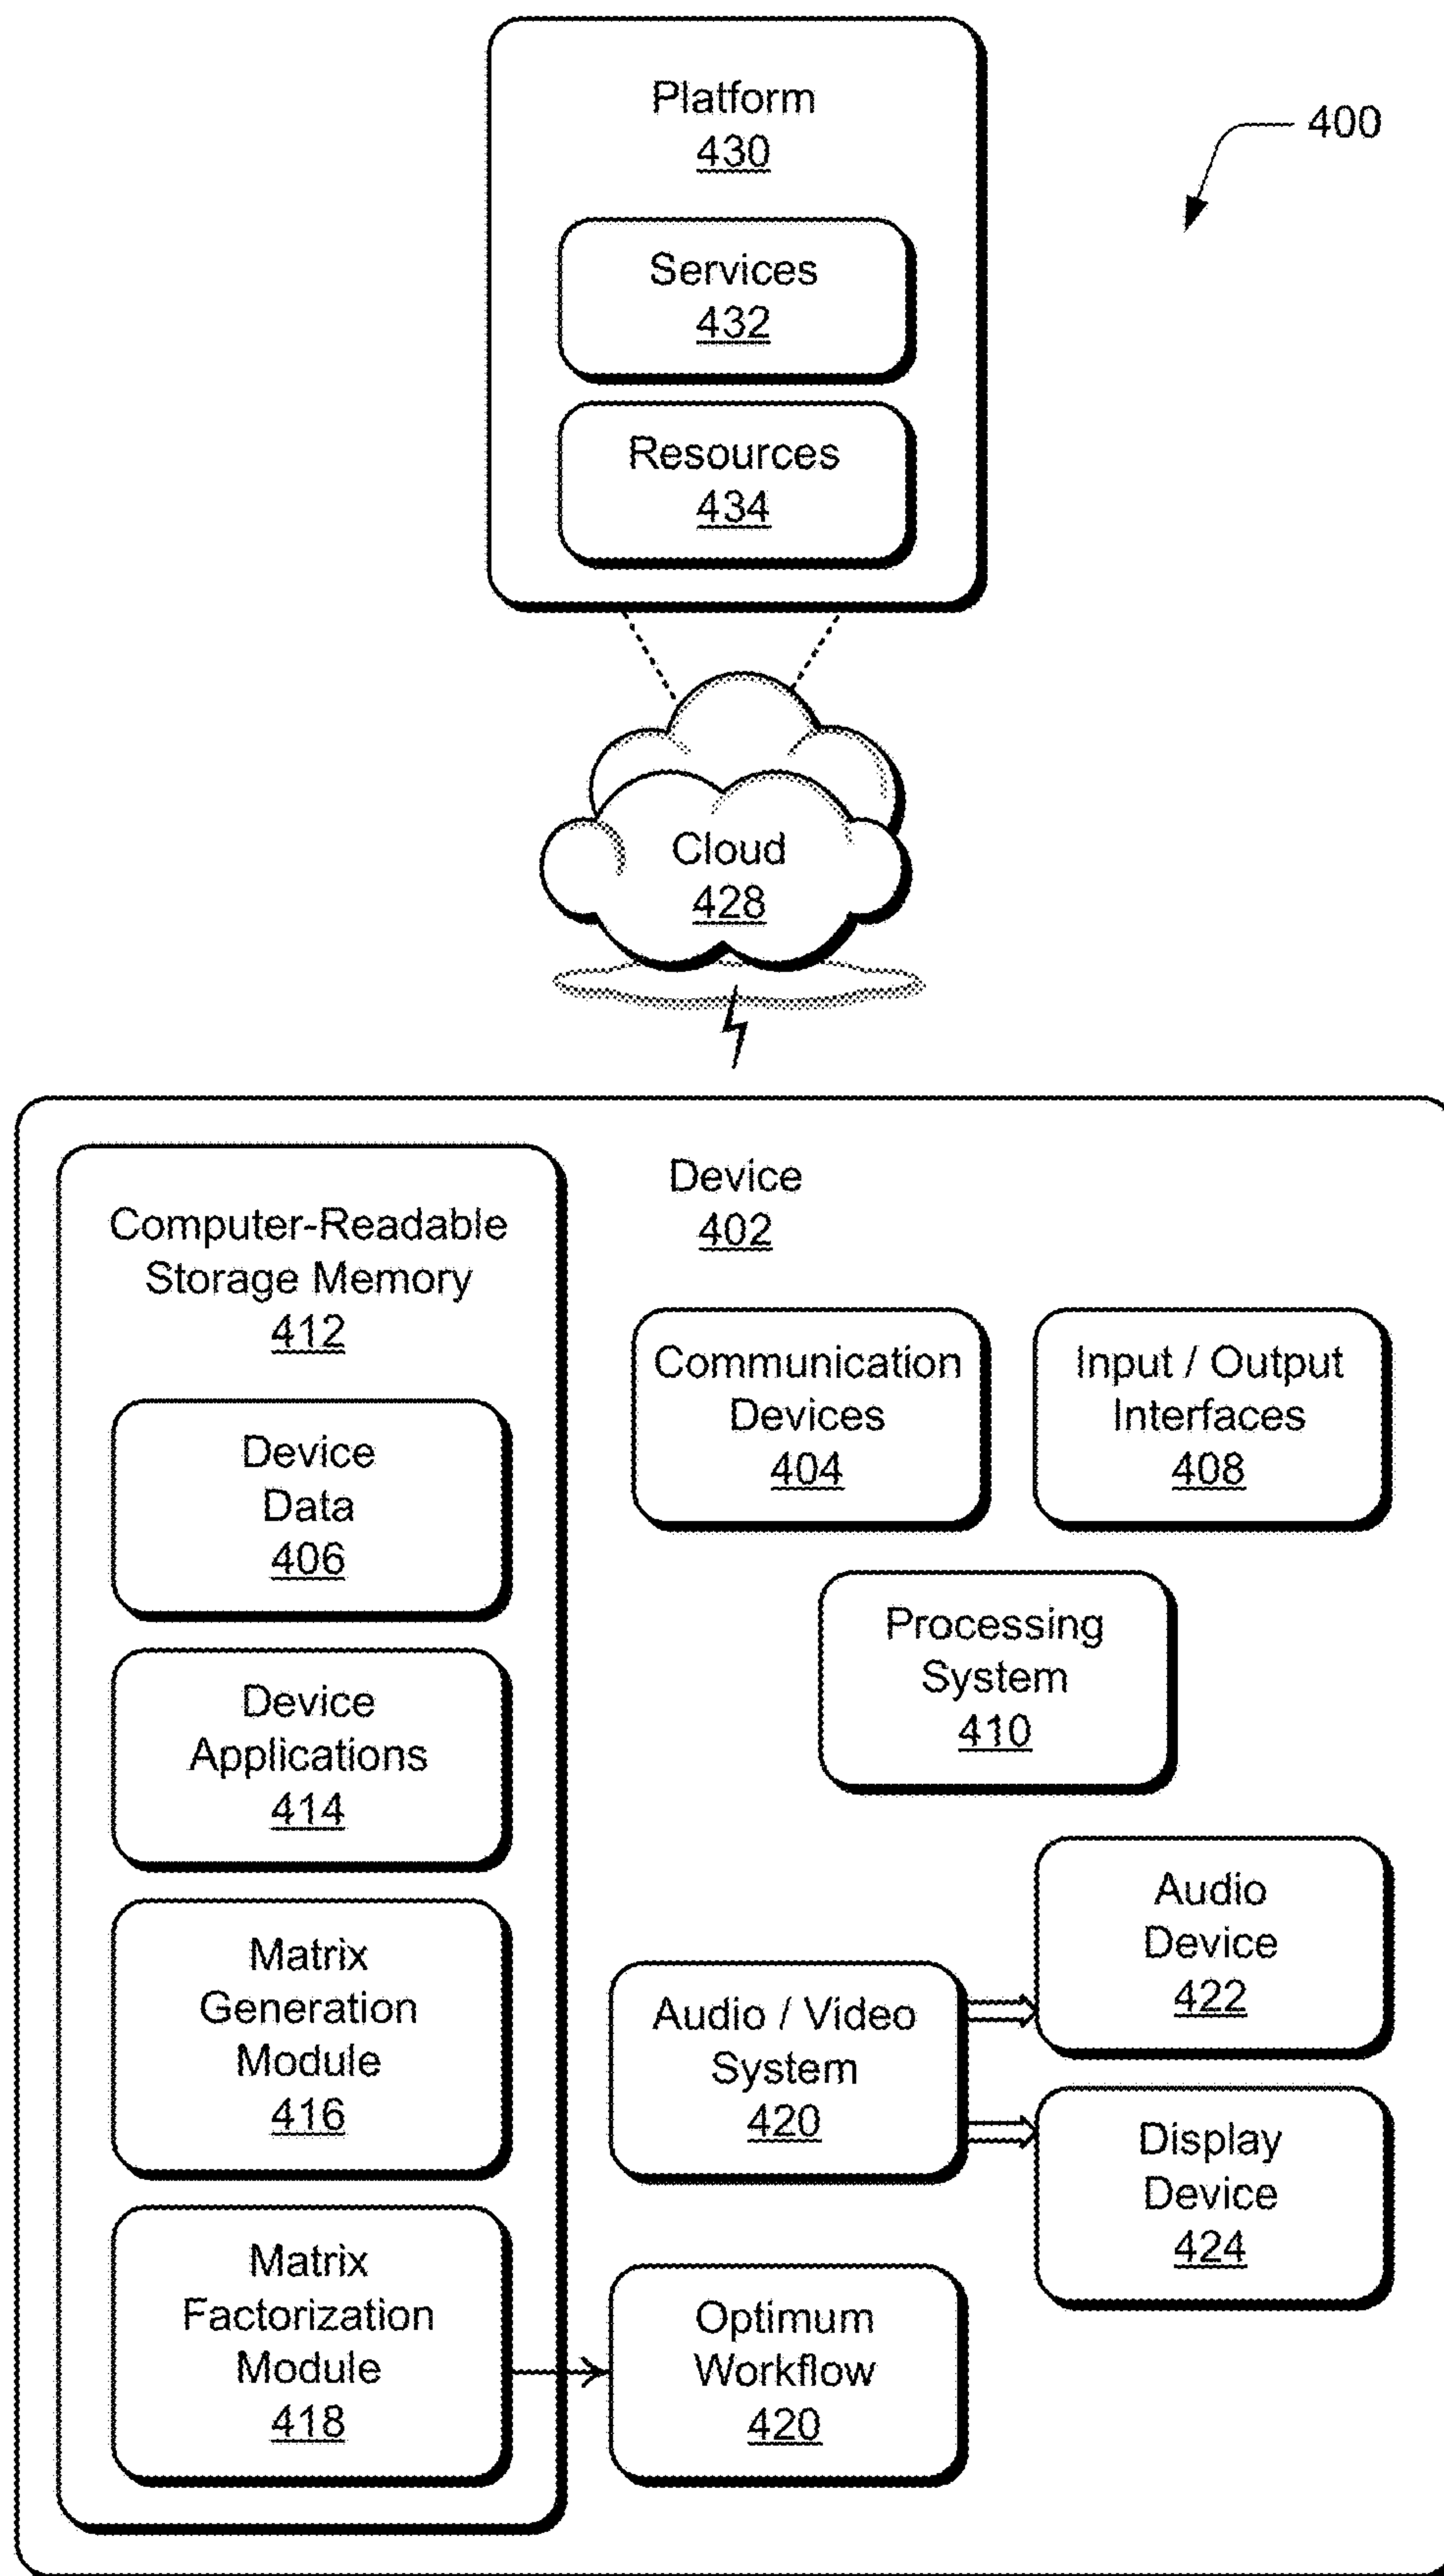 Platform
430
400
Services
432
Resources
434
Cloud
428
Device
402
Computer-Readable
Storage Memory
412
Device
Data
406
Device
Applications
414
Matrix
Generation
Module
416
Matrix
Factorization
Module
418
Communication
Devices
404
Input / Output
Interfaces
408
Processing
System
410
Audio / Video
System
420
Audio
Device
422
Display
Device
424
Optimum
Workflow
420